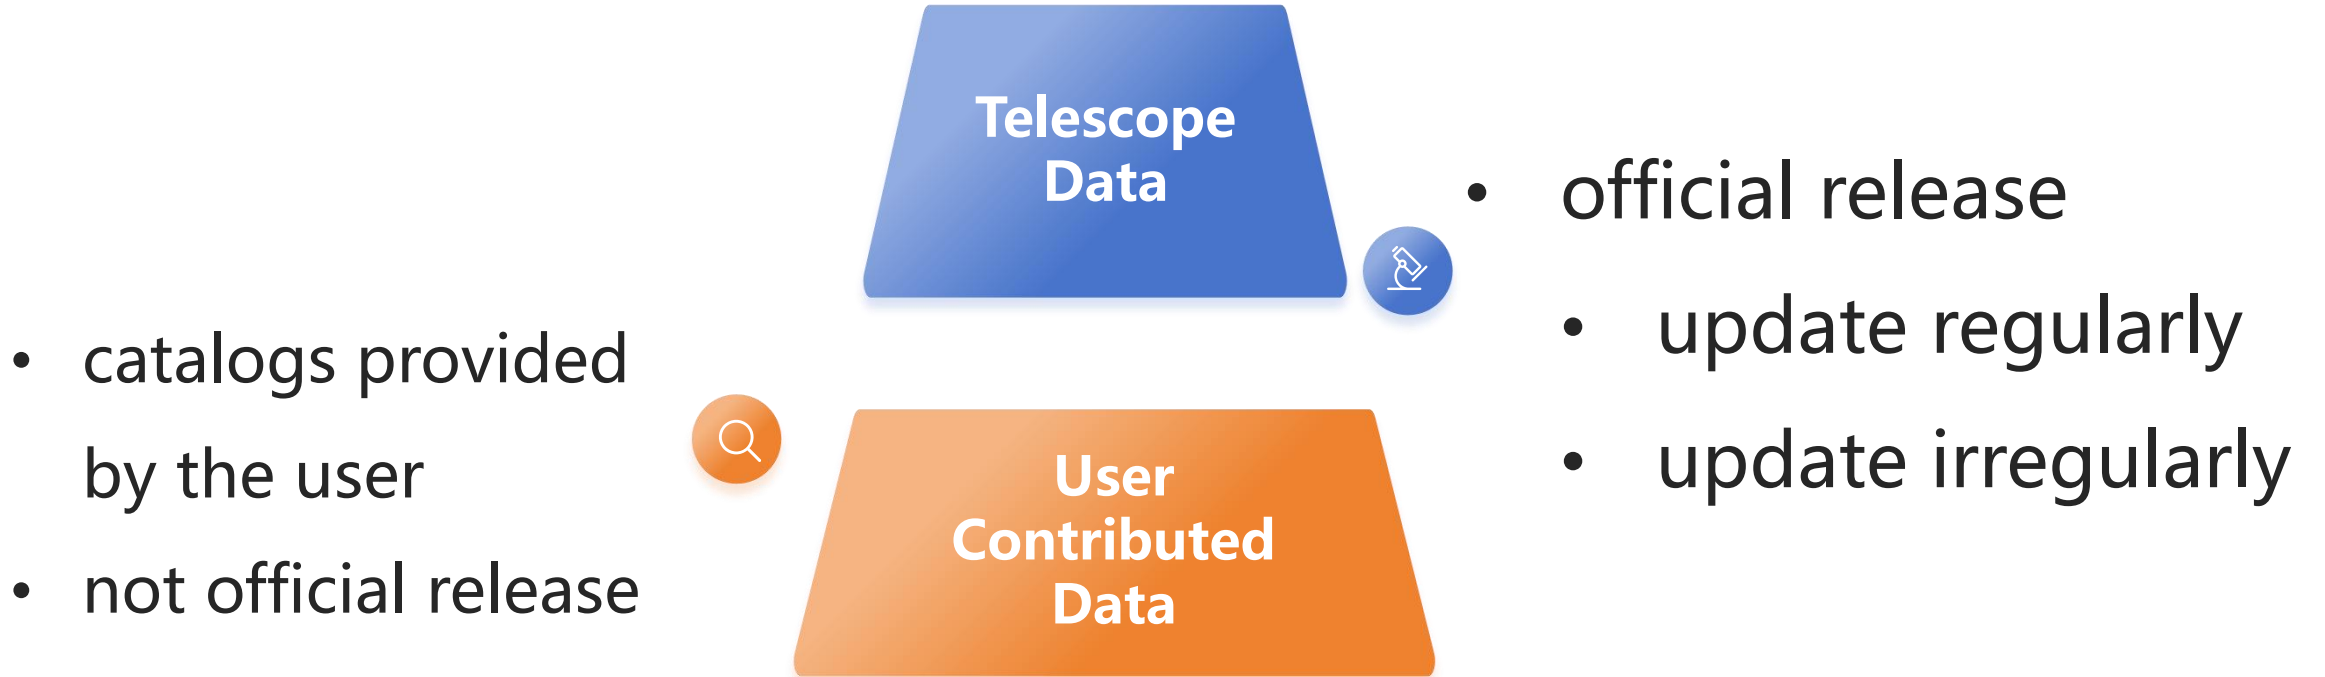 Telescope
Data
• official release
• update regularly
• update irregularly
• catalogs provided
by the user
• not official release
User
Contributed
Data